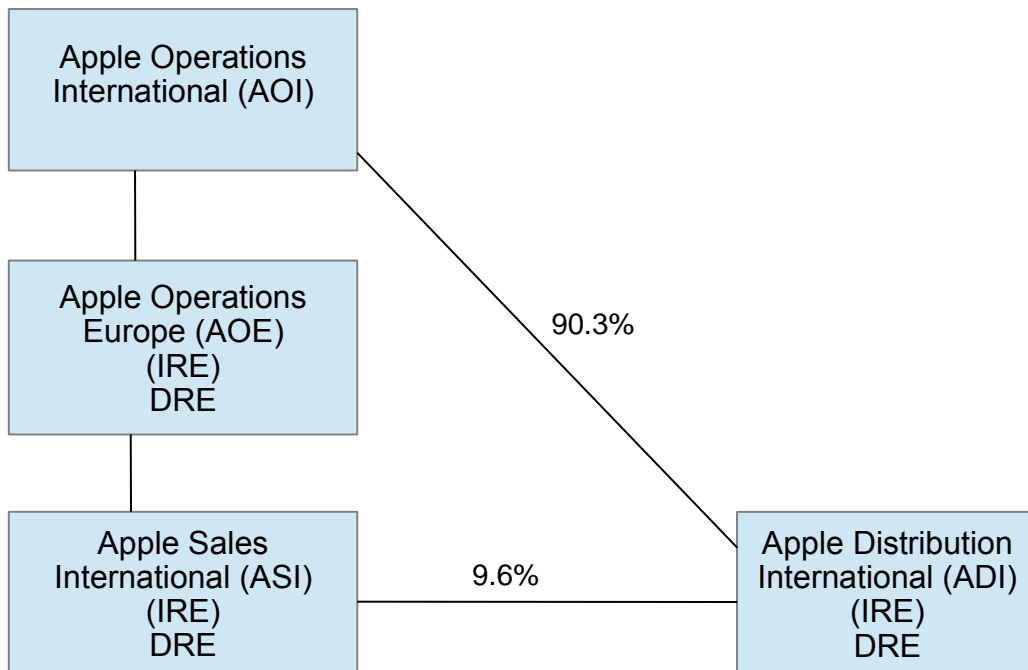 Apple Operations
International (AOI)
Apple Operations
Europe (AOE)
(IRE)
DRE
90.3%
Apple Sales
International (ASI)
(IRE)
DRE
9.6%
Apple Distribution
International (ADI)
(IRE)
DRE